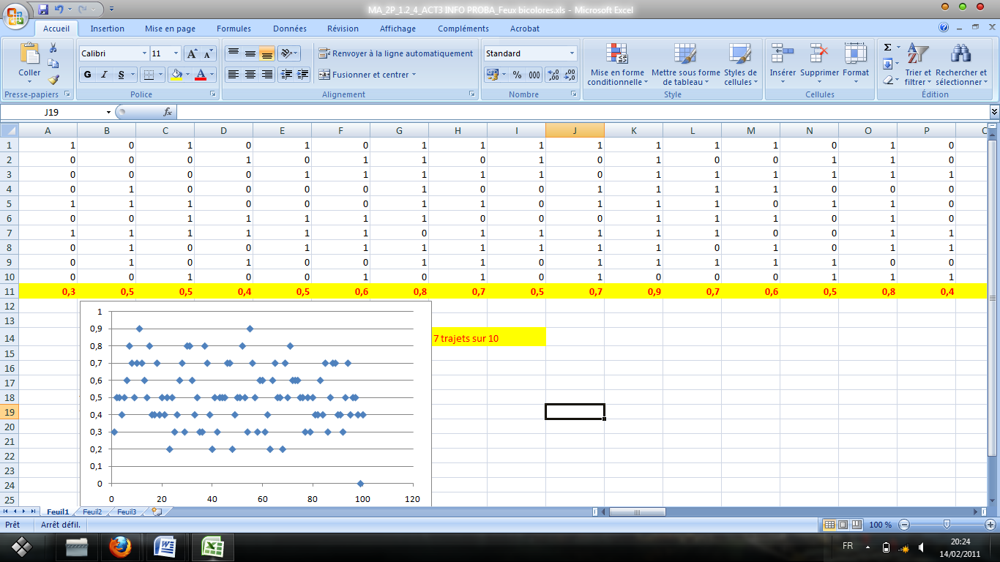 MA_2P_1.2_4_ACT3 INFO PROBA_Feux bicolores.xls - Microsoft Excel
Accueil Insertion Mise en page Formules Données Révision Affichage Compléments Acrobat
Calibri 11 Renvoyer à la ligne automatiquement Standard
Coller G I S Fusionner et centrer % 000 Mise en forme conditionnelle Mettre sous forme de tableau Styles de cellules Insérer Supprimer Format Σ Trier et filtrer Rechercher et sélectionner
Presse-papiers Police Alignement Nombre Style Cellules Édition
J19 fx
A B C D E F G H I J K L M N O P
1 1 0 1 0 1 0 1 1 1 1 1 1 1 0 1 0
2 0 0 0 1 0 1 1 0 1 0 1 0 0 1 1 0
3 0 0 0 0 1 1 1 1 1 0 1 1 1 1 1 1
4 0 1 0 0 0 0 1 0 0 1 1 1 1 0 0 0
5 1 1 1 0 1 0 1 1 0 1 1 1 0 1 1 0
6 0 0 1 1 1 1 1 0 0 0 1 1 1 0 1 0
7 1 1 1 1 1 1 0 1 1 1 1 1 0 0 1 1
8 0 1 0 0 1 1 1 1 1 1 1 0 1 0 1 1
9 0 1 0 1 0 0 1 1 0 1 1 1 1 1 0 0
10 0 0 1 0 0 1 0 1 0 1 0 0 0 1 1 1
11 0,3 0,5 0,5 0,4 0,5 0,6 0,8 0,7 0,5 0,7 0,9 0,7 0,6 0,5 0,8 0,4
12
13
14 7 trajets sur 10
15
16
17
18
19
20
21
22
23
24
25
1
0,9
0,8
0,7
0,6
0,5
0,4
0,3
0,2
0,1
0
0 20 40 60 80 100 120
Feuil1 Feuil2 Feuil3
Prêt Arrêt défil. 100 %
FR 20:24
14/02/2011